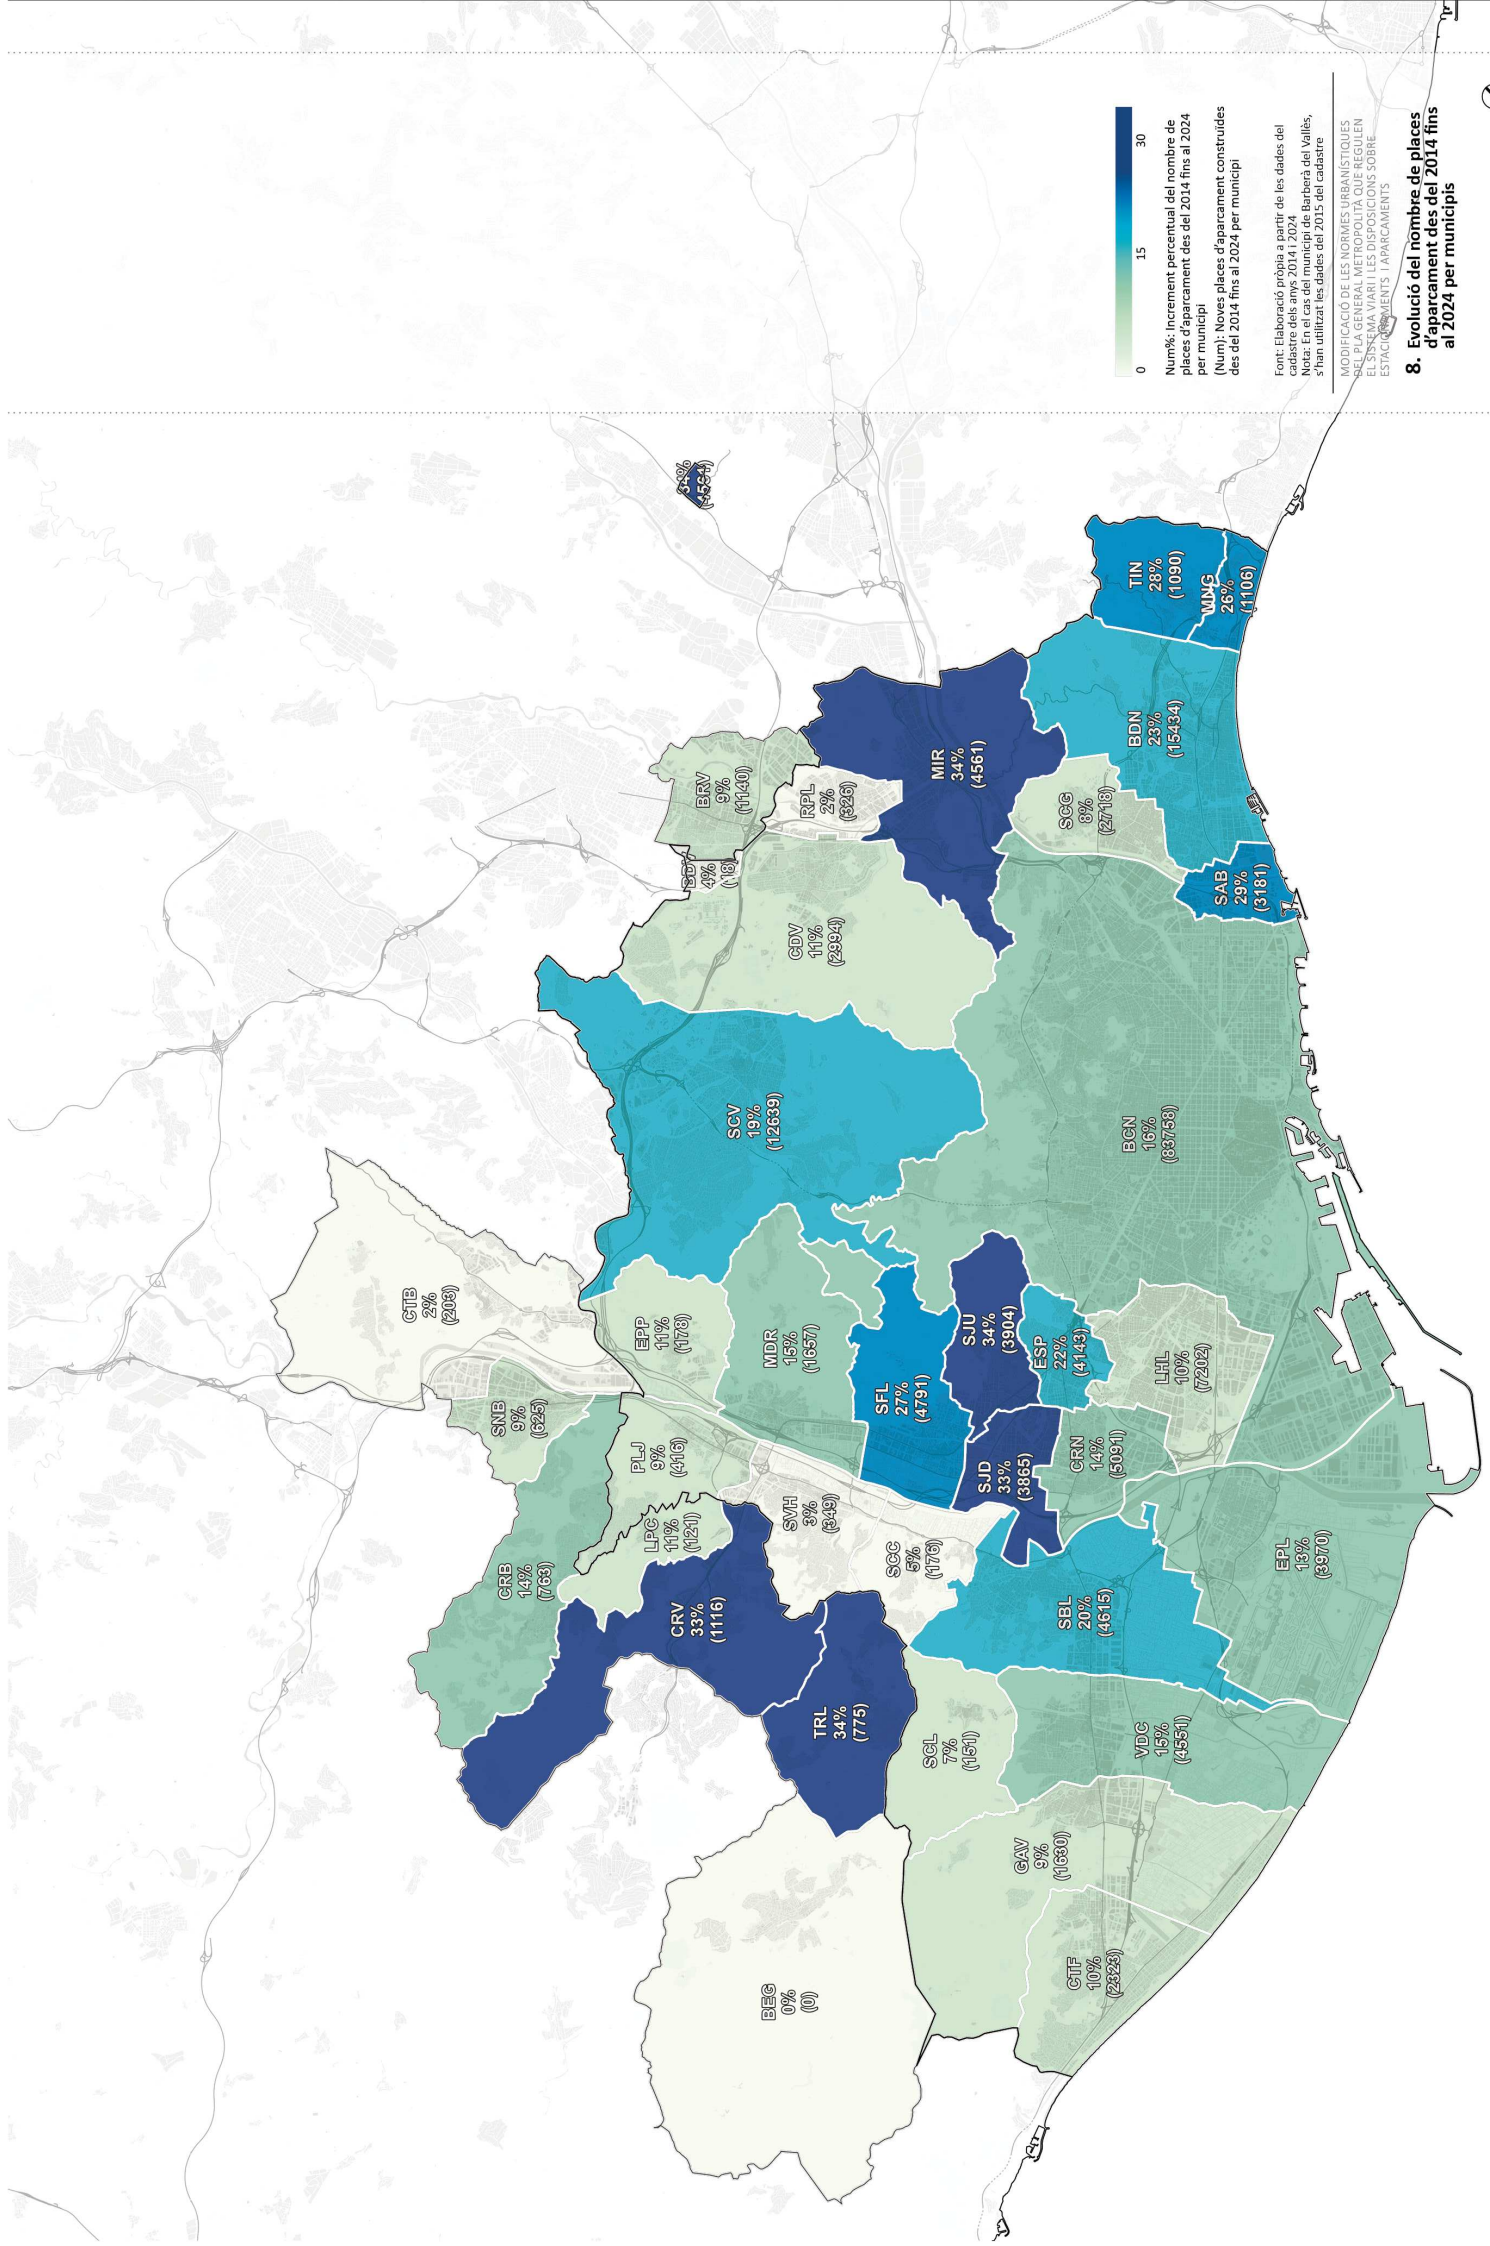 CTB
2%
(203)
SNB
9%
(625)
CRB
14%
(763)
EPP
11%
(178)
PLJ
9%
(416)
LPC
11%
(121)
CRV
33%
(1116)
SCV
19%
(12639)
MDR
15%
(1657)
SVH
3%
(349)
TRL
34%
(775)
BEG
0%
(0)
34%
(4561)
BRV
9%
(1140)
4%
(18)
RPL
2%
(326)
CDV
11%
(2994)
MIR
34%
(4561)
SFL
27%
(4791)
SCC
5%
(176)
SCL
7%
(151)
SJU
34%
(3904)
SJD
33%
(3865)
ESP
22%
(4143)
CRN
14%
(5091)
SBL
20%
(4615)
GAV
9%
(1630)
CTF
10%
(2323)
VDC
15%
(4551)
LHL
10%
(7202)
EPL
13%
(3970)
BCN
16%
(83758)
SCG
8%
(2718)
BDN
23%
(15434)
SAB
29%
(3181)
TIN
28%
(1090)
MNG
26%
(1106)
0 15 30
Num%: Increment percentual del nombre de
places d'aparcament des del 2014 fins al 2024
per municipi
(Num): Noves places d'aparcament construïdes
des del 2014 fins al 2024 per municipi
Font: Elaboració pròpia a partir de les dades del
cadastre dels anys 2014 i 2024
Nota: En el cas del municipi de Barberà del Vallès,
s'han utilitzat les dades del 2015 del cadastre
MODIFICACIÓ DE LES NORMES URBANÍSTIQUES
DEL PLA GENERAL METROPOLITÀ QUE REGULEN
EL SISTEMA VIARI I LES DISPOSICIONS SOBRE
ESTACIONAMENTS I APARCAMENTS
8. Evolució del nombre de places
d'aparcament des del 2014 fins
al 2024 per municipis